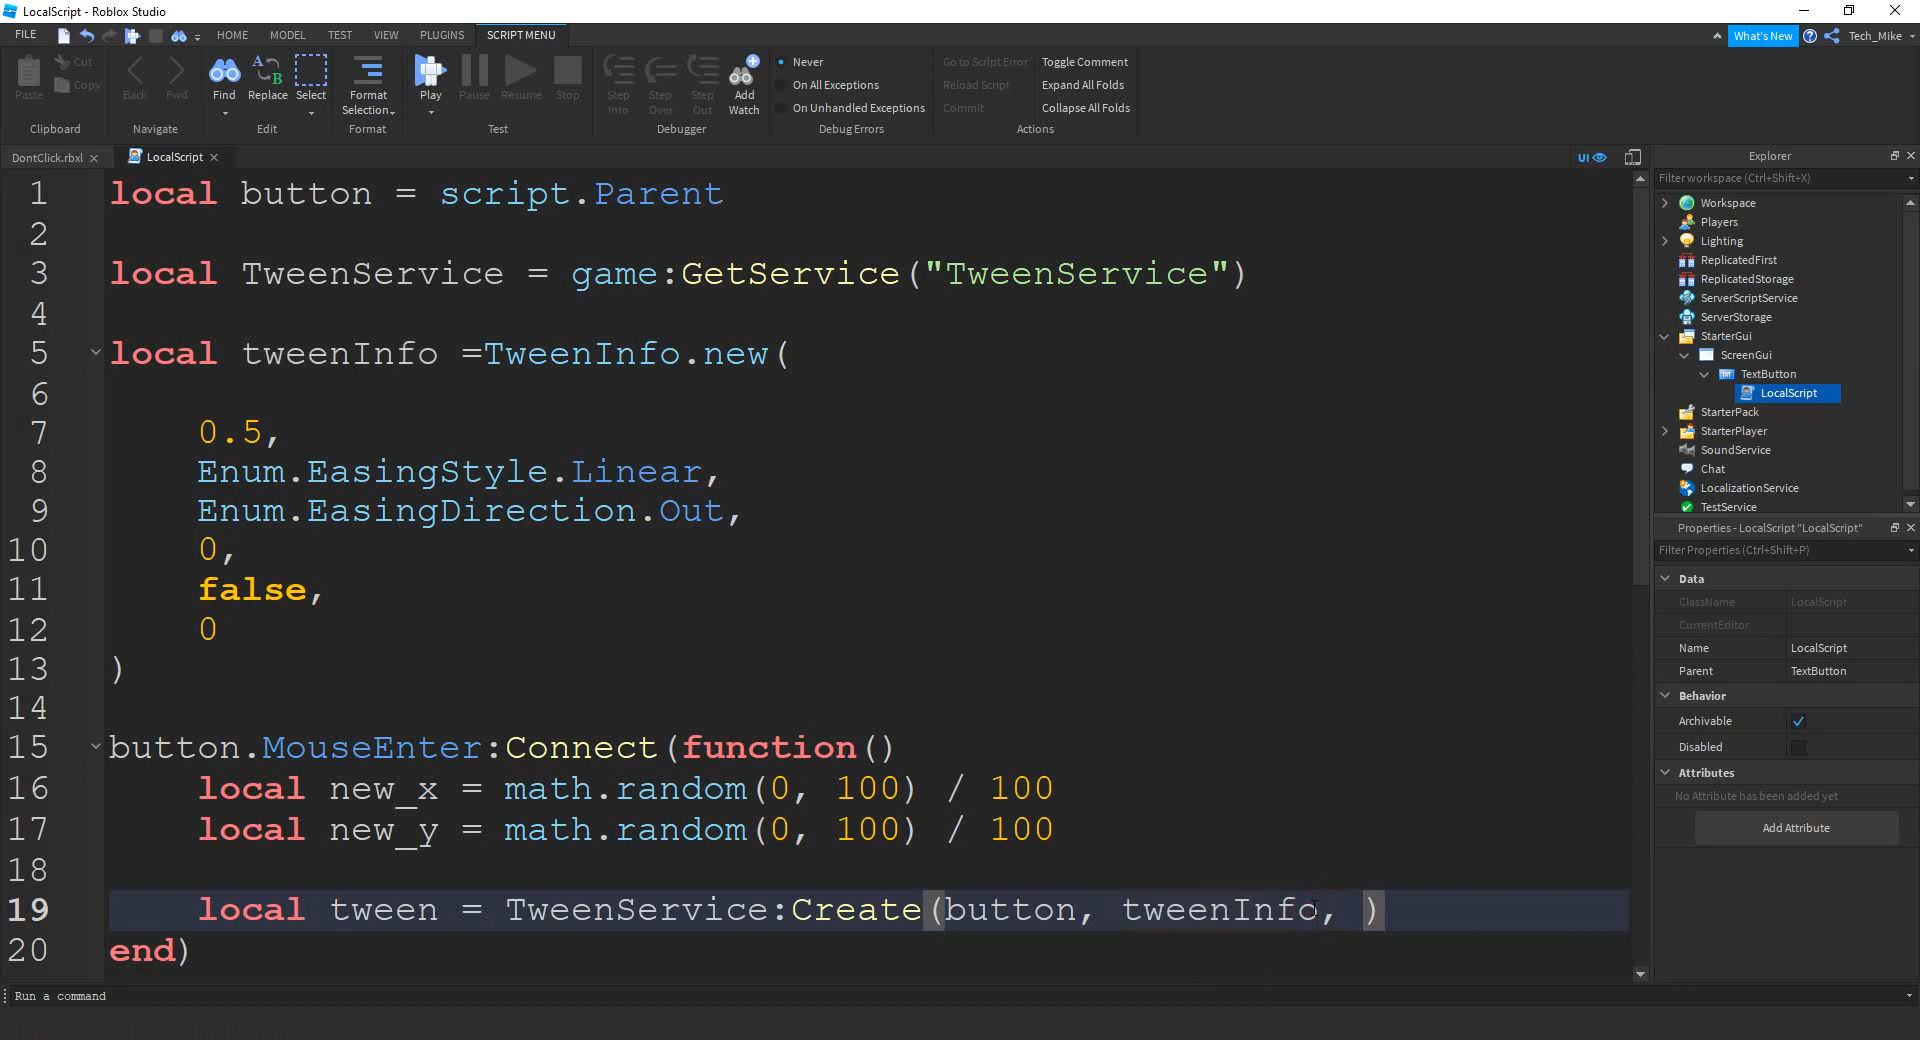 LocalScript - Roblox Studio
FILE HOME MODEL TEST VIEW PLUGINS SCRIPT MENU What's New Tech_Mike
Paste Cut Copy Clipboard
Back Fwd Navigate
Find Replace Select Edit
Format Selection Format
Play Pause Resume Stop Test
Step Into Step Over Step Out Add Watch Debugger
Never
On All Exceptions
On Unhandled Exceptions
Debug Errors
Go to Script Error Toggle Comment
Reload Script Expand All Folds
Commit Collapse All Folds
Actions
DontClick.rbxl LocalScript UI
1 local button = script.Parent
2
3 local TweenService = game:GetService("TweenService")
4
5 local tweenInfo =TweenInfo.new(
6
7 0.5,
8 Enum.EasingStyle.Linear,
9 Enum.EasingDirection.Out,
10 0,
11 false,
12 0
13 )
14
15 button.MouseEnter:Connect(function()
16 local new_x = math.random(0, 100) / 100
17 local new_y = math.random(0, 100) / 100
18
19 local tween = TweenService:Create(button, tweenInfo, )
20 end)
Run a command
Explorer
Filter workspace (Ctrl+Shift+X)
Workspace
Players
Lighting
ReplicatedFirst
ReplicatedStorage
ServerScriptService
ServerStorage
StarterGui
ScreenGui
TextButton
LocalScript
StarterPack
StarterPlayer
SoundService
Chat
LocalizationService
TestService
Properties - LocalScript "LocalScript"
Filter Properties (Ctrl+Shift+P)
Data
ClassName LocalScript
CurrentEditor
Name LocalScript
Parent TextButton
Behavior
Archivable
Disabled
Attributes
No Attribute has been added yet
Add Attribute